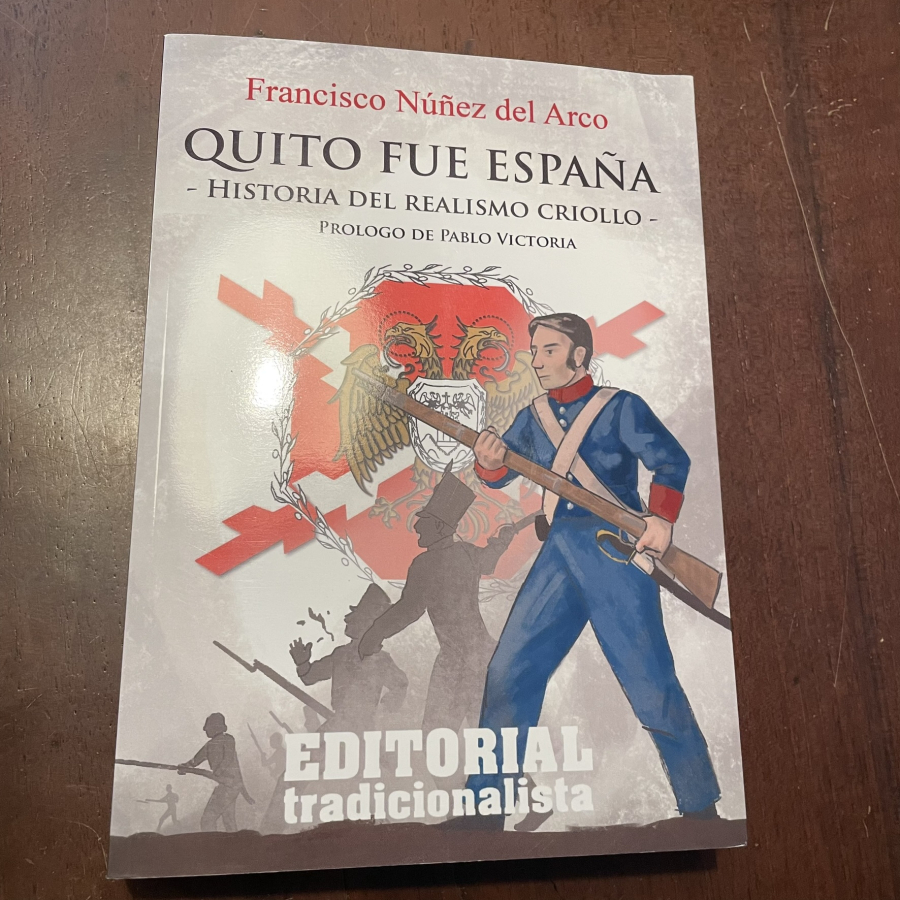 Francisco Núñez del Arco
QUITO FUE ESPAÑA
- HISTORIA DEL REALISMO CRIOLLO -
PROLOGO DE PABLO VICTORIA
EDITORIAL
tradicionalista